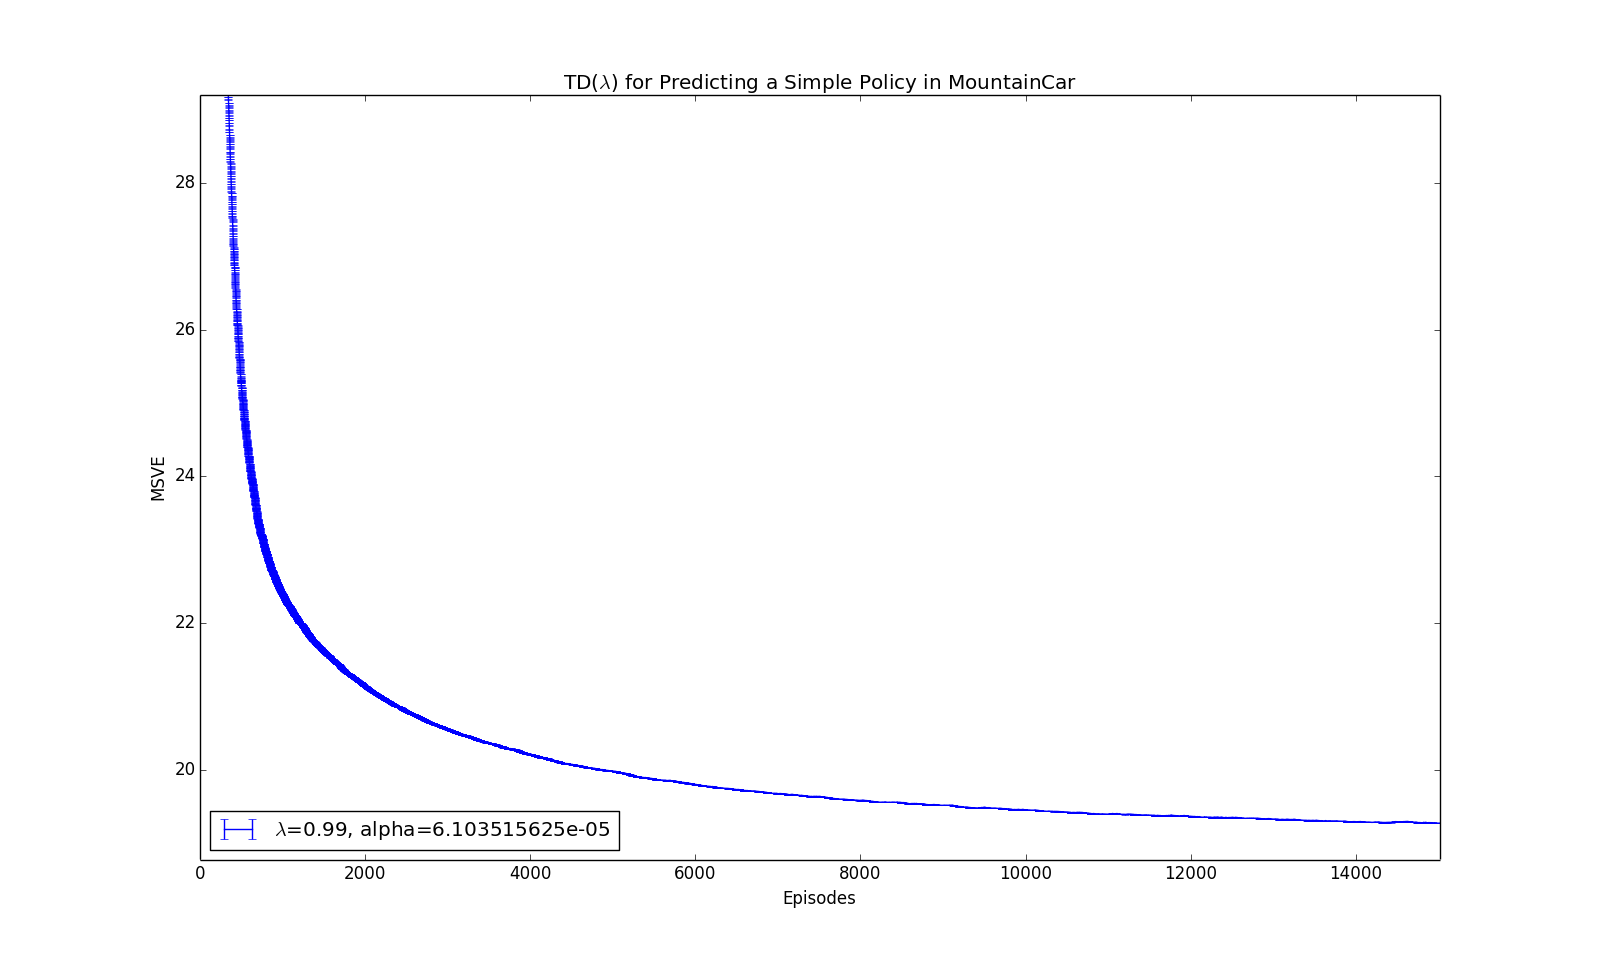 TD(λ) for Predicting a Simple Policy in MountainCar
MSVE
28
26
24
22
20
λ=0.99, alpha=6.103515625e-05
0 2000 4000 6000 8000 10000 12000 14000
Episodes